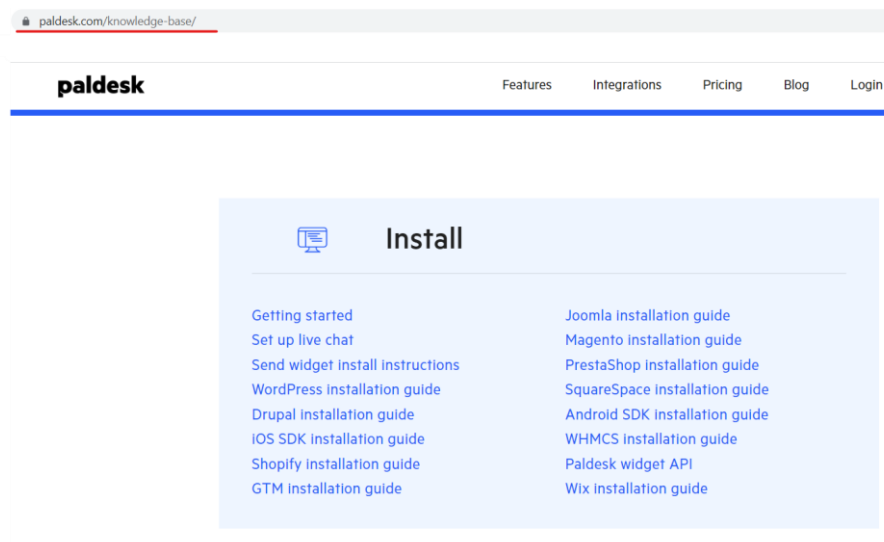 paldesk.com/knowledge-base/
paldesk
Features Integrations Pricing Blog Login
Install
Getting started
Set up live chat
Send widget install instructions
WordPress installation guide
Drupal installation guide
iOS SDK installation guide
Shopify installation guide
GTM installation guide
Joomla installation guide
Magento installation guide
PrestaShop installation guide
SquareSpace installation guide
Android SDK installation guide
WHMCS installation guide
Paldesk widget API
Wix installation guide